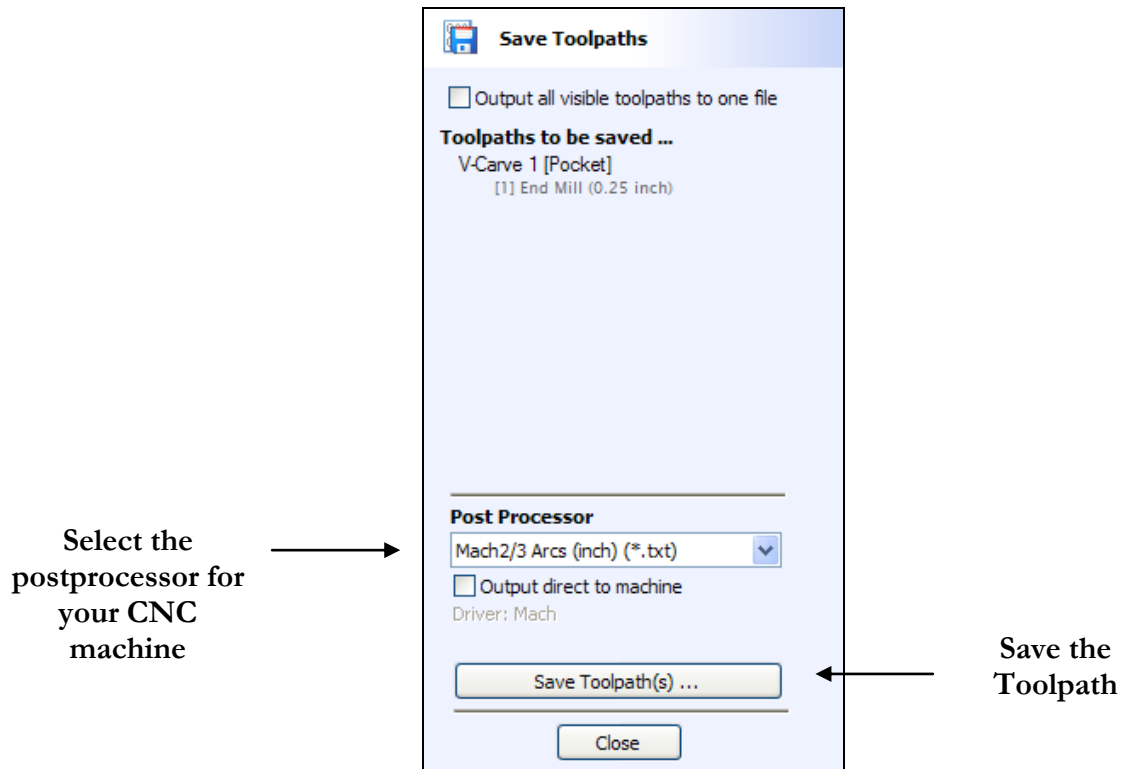 Save Toolpaths
Output all visible toolpaths to one file
Toolpaths to be saved ...
V-Carve 1 [Pocket]
[1] End Mill (0.25 inch)
Select the
postprocessor for
your CNC
machine
Post Processor
Mach2/3 Arcs (inch) (*.txt)
Output direct to machine
Driver: Mach
Save Toolpath(s) ...
Save the
Toolpath
Close